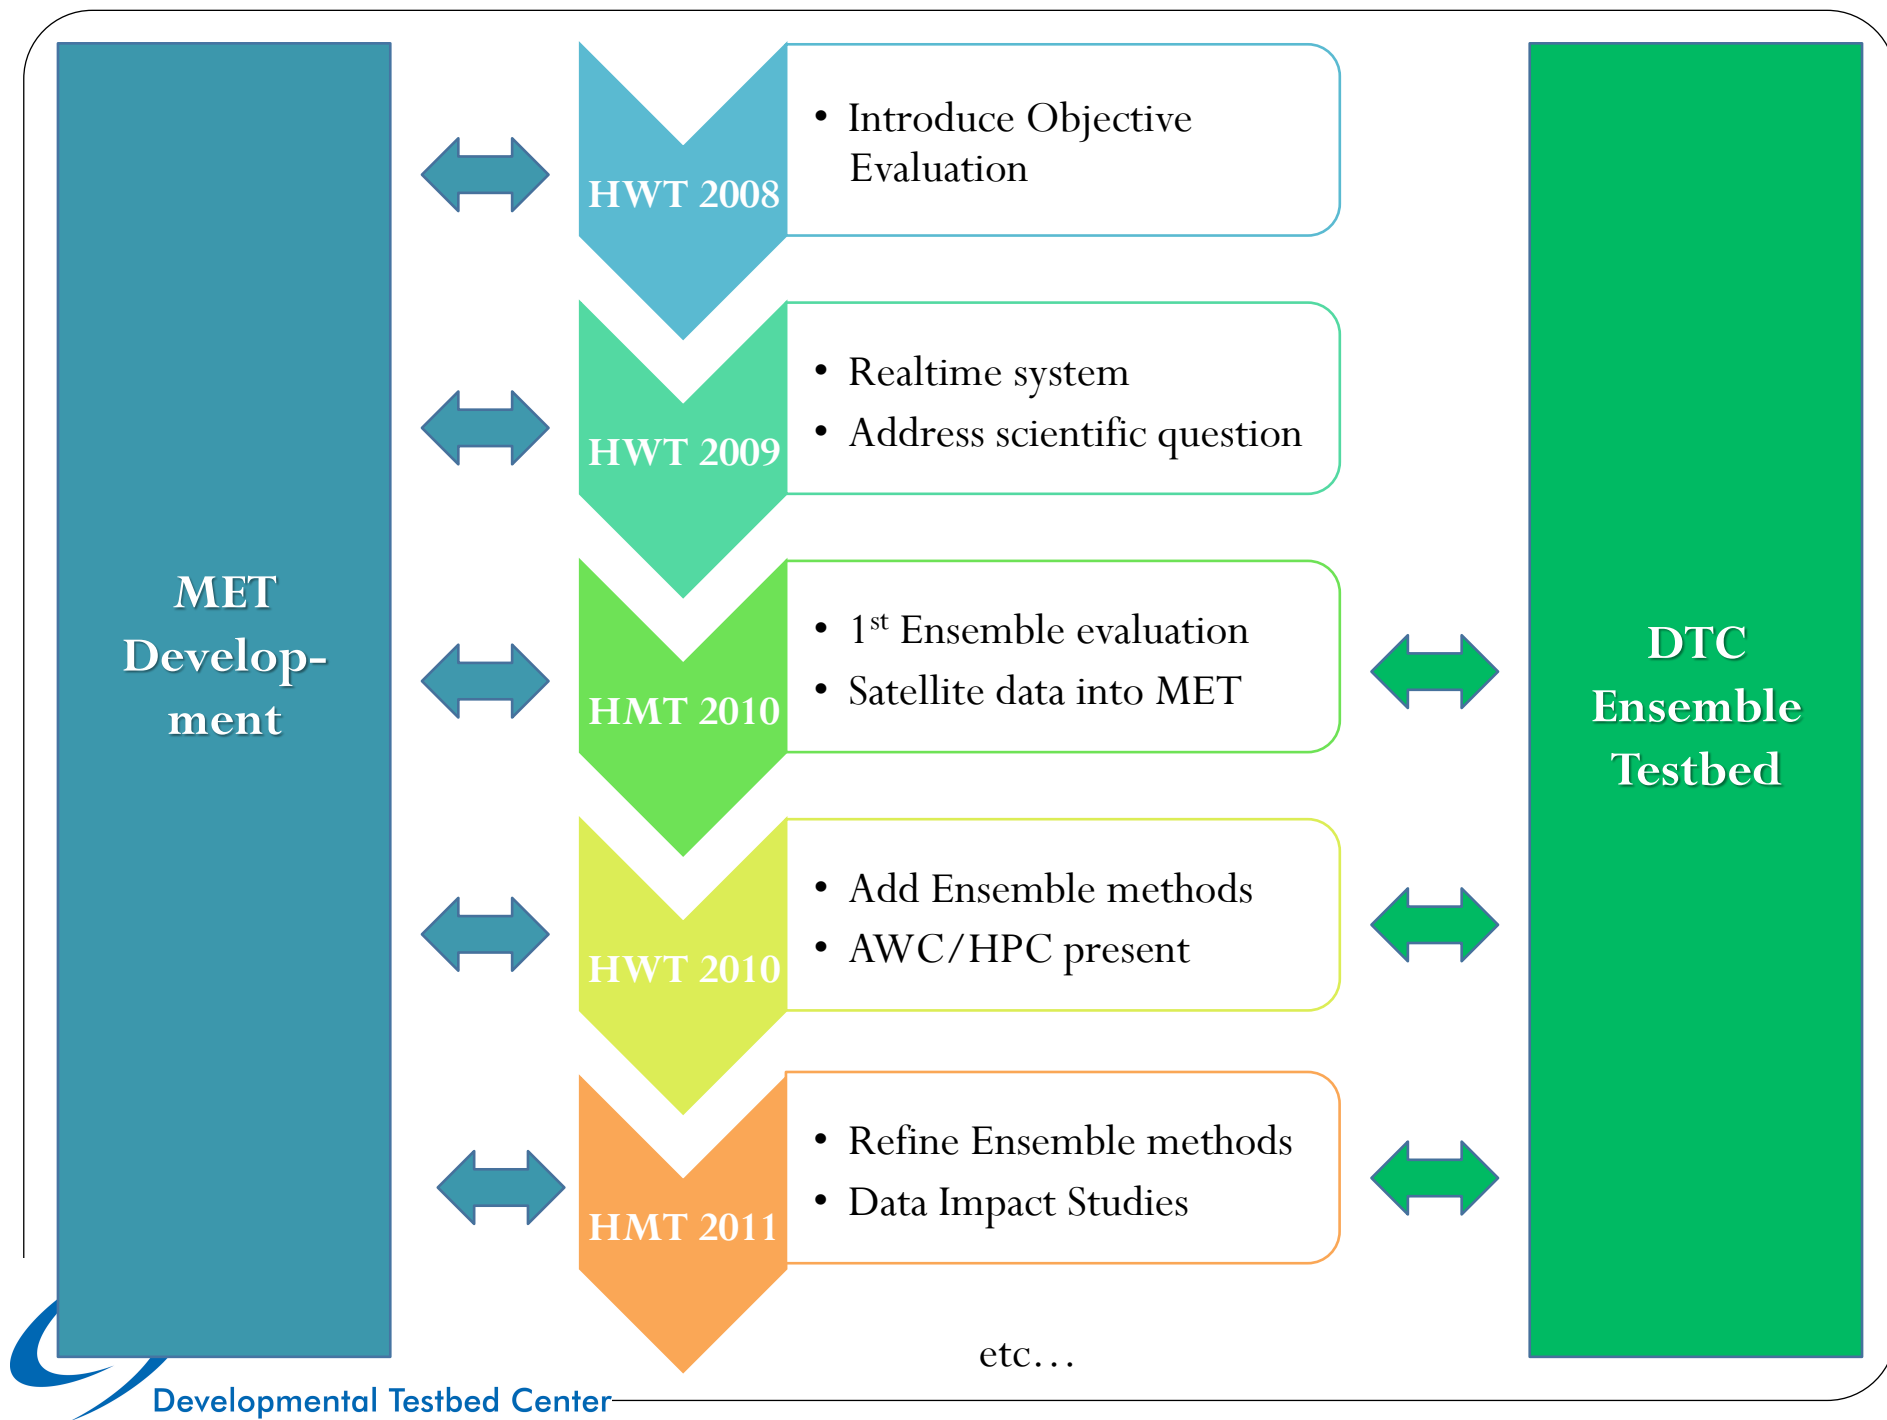 MET
Develop-
ment
HWT 2008
• Introduce Objective
Evaluation
HWT 2009
• Realtime system
• Address scientific question
HMT 2010
• 1st Ensemble evaluation
• Satellite data into MET
HWT 2010
• Add Ensemble methods
• AWC/HPC present
HMT 2011
• Refine Ensemble methods
• Data Impact Studies
etc...
DTC
Ensemble
Testbed
Developmental Testbed Center